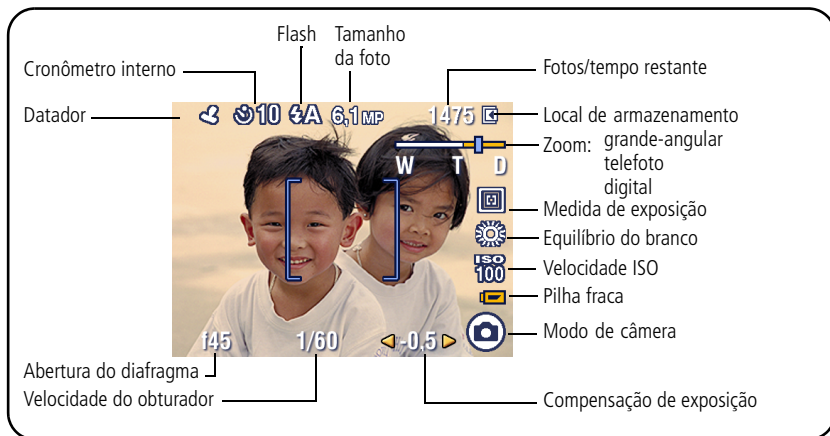 Flash
Tamanho
da foto
Cronômetro interno
Fotos/tempo restante
Datador
Local de armazenamento
10 A 6,1 MP 1475
Zoom: grande-angular
telefoto
digital
W T D
Medida de exposição
Equilíbrio do branco
ISO
100
Velocidade ISO
Pilha fraca
Modo de câmera
f45 1/60 -0,5
Abertura do diafragma
Velocidade do obturador
Compensação de exposição